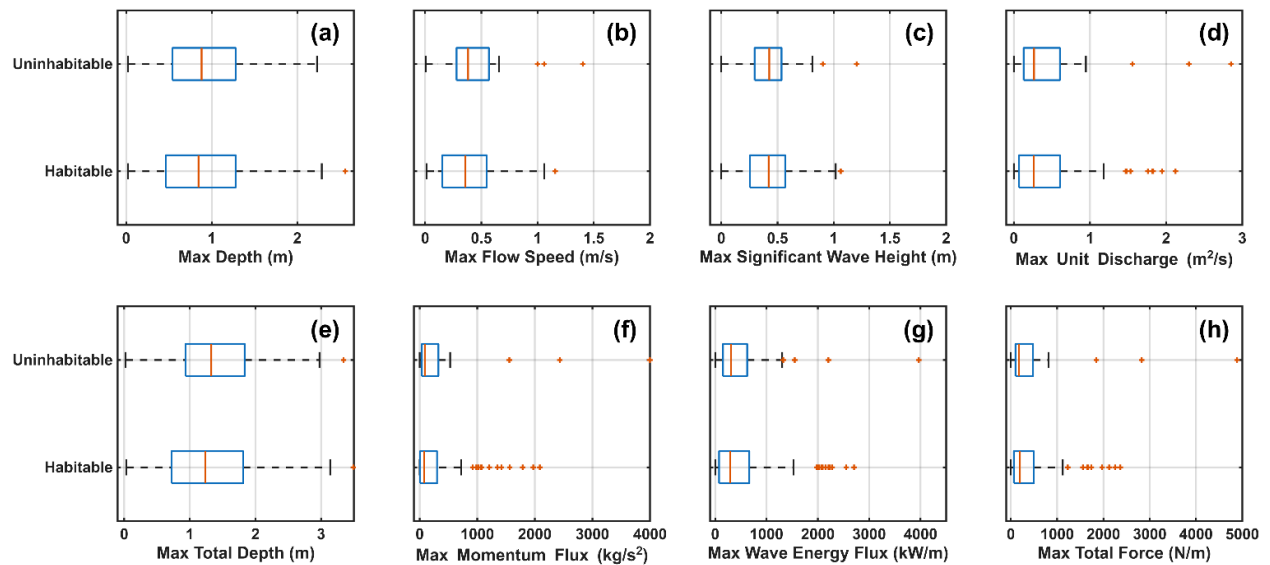 (a) (b) (c) (d)
Uninhabitable
Habitable
0 1 2 0 0.5 1 1.5 2 0 0.5 1 1.5 2 0 1 2 3
Max Depth (m) Max Flow Speed (m/s) Max Significant Wave Height (m) Max Unit Discharge (m²/s)
(e) (f) (g) (h)
Uninhabitable
Habitable
0 1 2 3 0 1000 2000 3000 4000 0 1000 2000 3000 4000 0 1000 2000 3000 4000 5000
Max Total Depth (m) Max Momentum Flux (kg/s²) Max Wave Energy Flux (kW/m) Max Total Force (N/m)